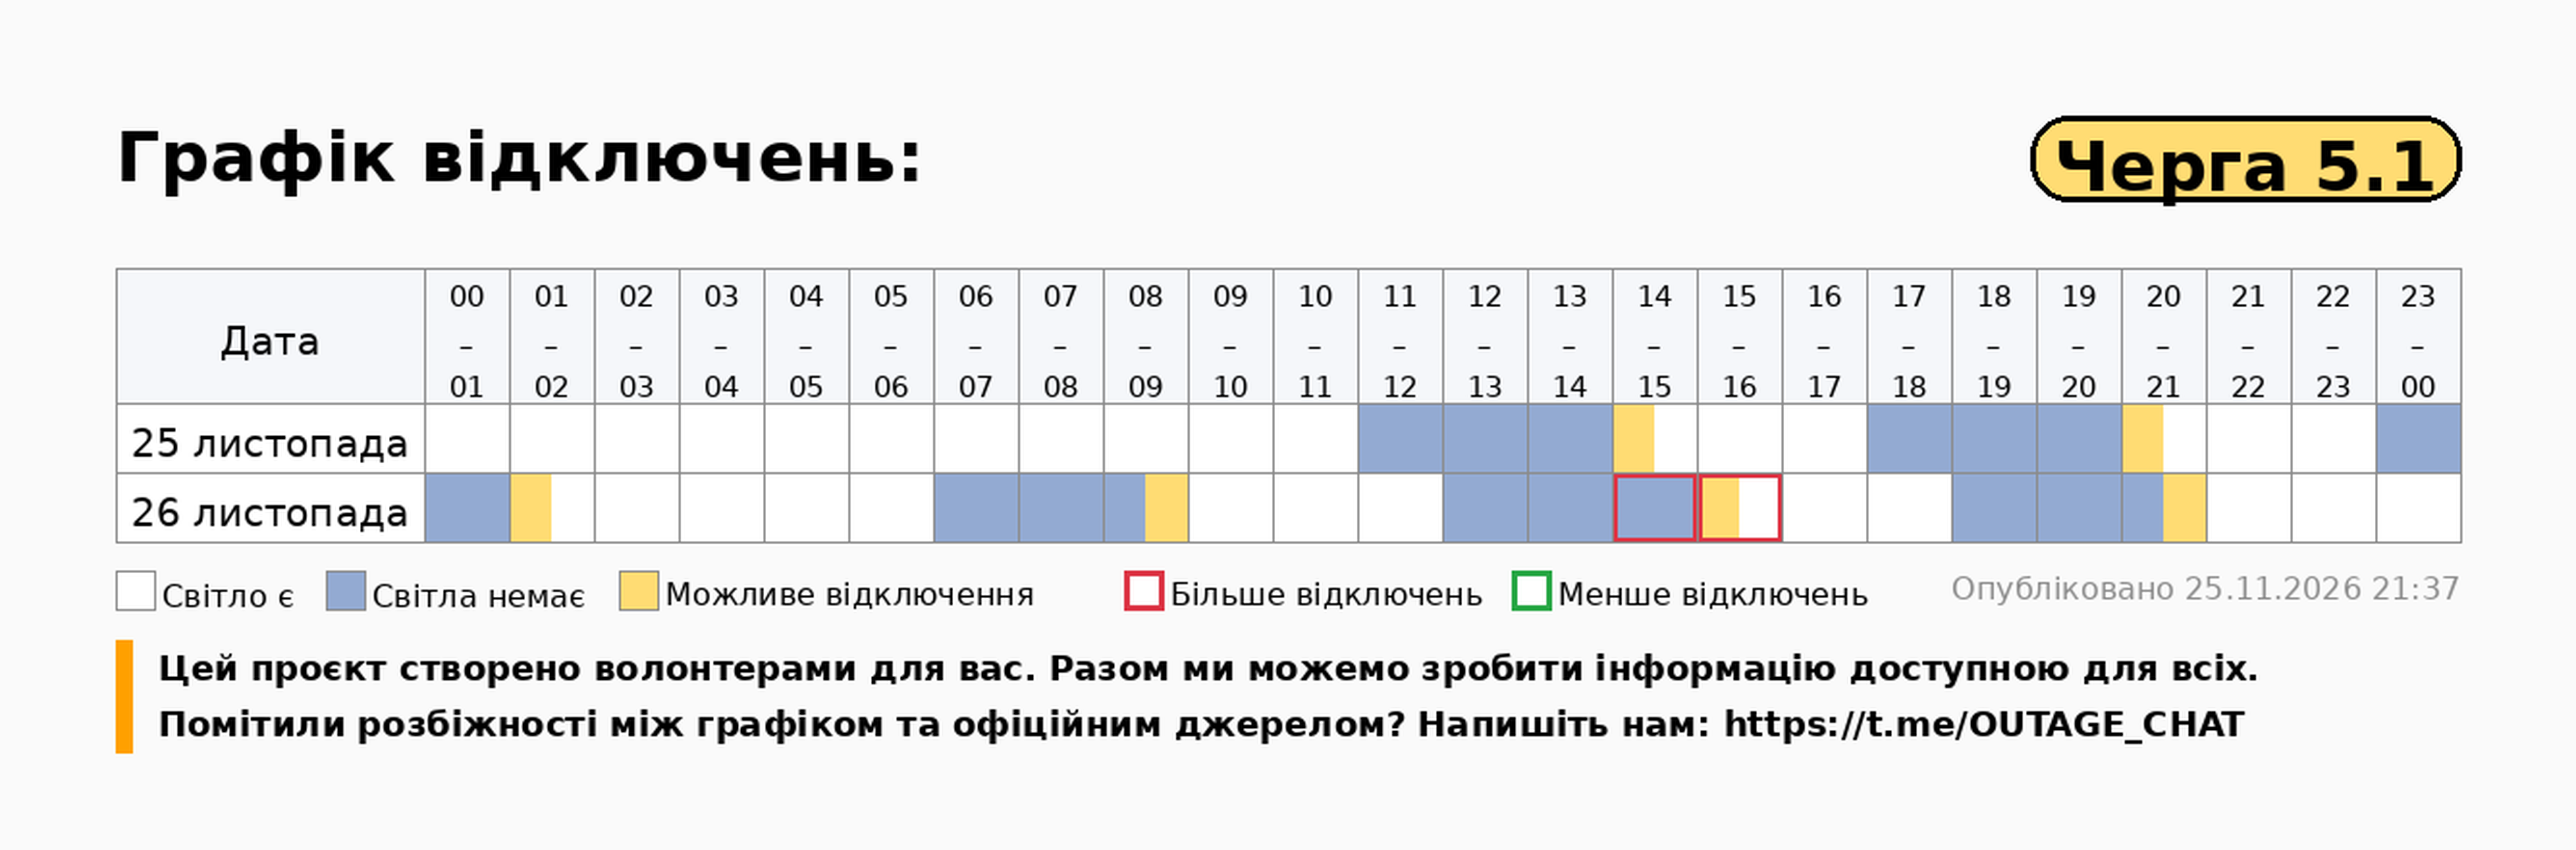 Графік відключень:
Черга 5.1
Дата 00 – 01 01 – 02 02 – 03 03 – 04 04 – 05 05 – 06 06 – 07 07 – 08 08 – 09 09 – 10 10 – 11 11 – 12 12 – 13 13 – 14 14 – 15 15 – 16 16 – 17 17 – 18 18 – 19 19 – 20 20 – 21 21 – 22 22 – 23 23 – 00
25 листопада
26 листопада
Світло є Світла немає Можливе відключення Більше відключень Менше відключень Опубліковано 25.11.2026 21:37
Цей проєкт створено волонтерами для вас. Разом ми можемо зробити інформацію доступною для всіх.
Помітили розбіжності між графіком та офіційним джерелом? Напишіть нам: https://t.me/OUTAGE_CHAT